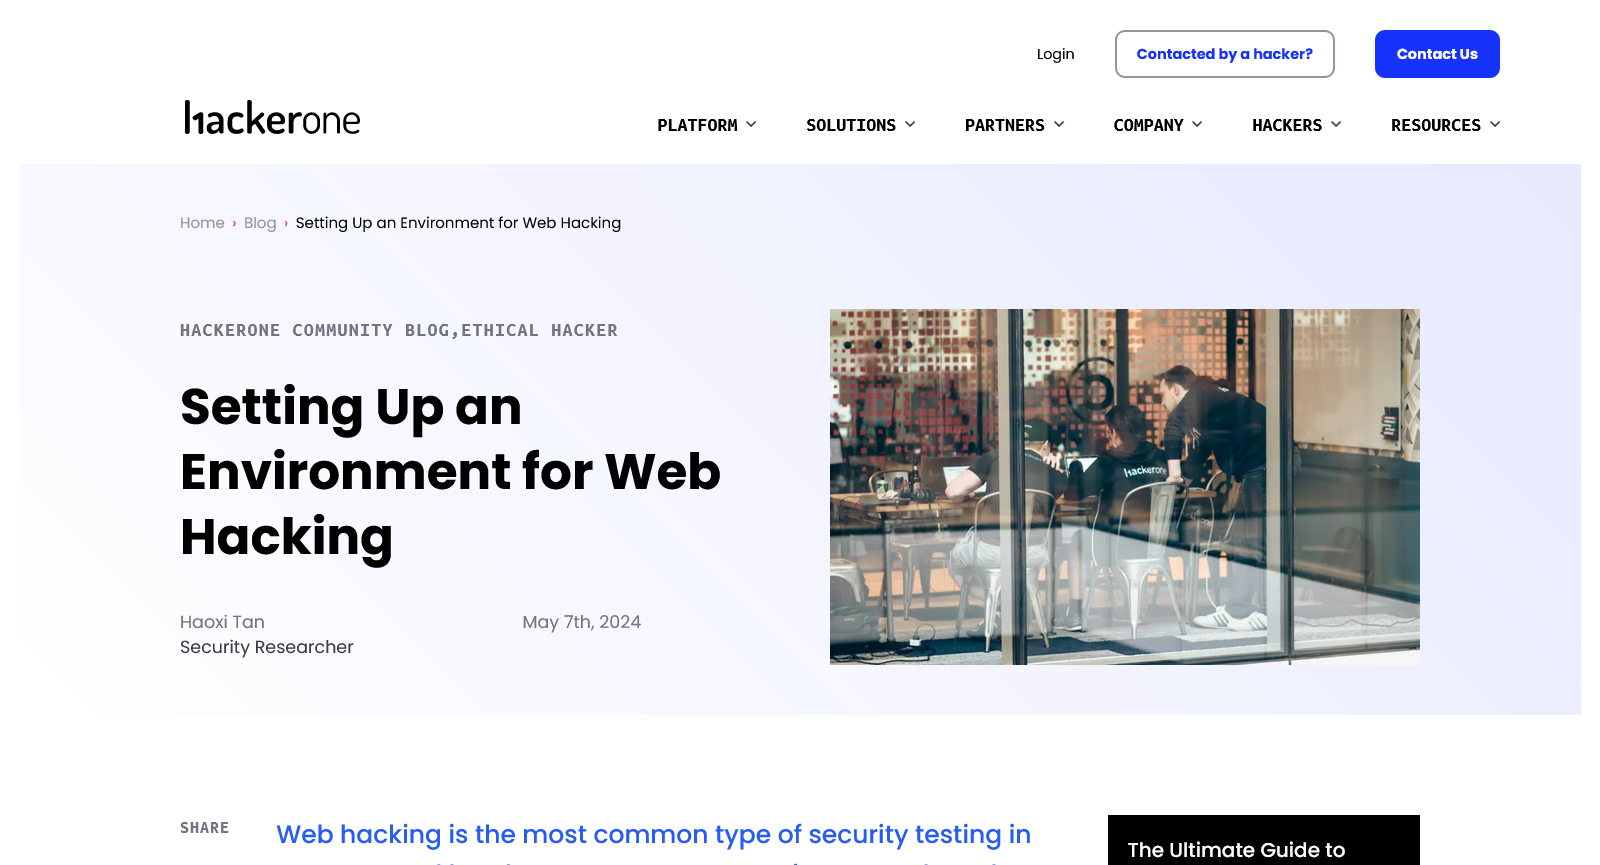 Login
Contacted by a hacker?
Contact Us
hackerone
PLATFORM
SOLUTIONS
PARTNERS
COMPANY
HACKERS
RESOURCES
Home › Blog › Setting Up an Environment for Web Hacking
HACKERONE COMMUNITY BLOG,ETHICAL HACKER
Setting Up an
Environment for Web
Hacking
Haoxi Tan
May 7th, 2024
Security Researcher
hackerone
SHARE
Web hacking is the most common type of security testing in
The Ultimate Guide to